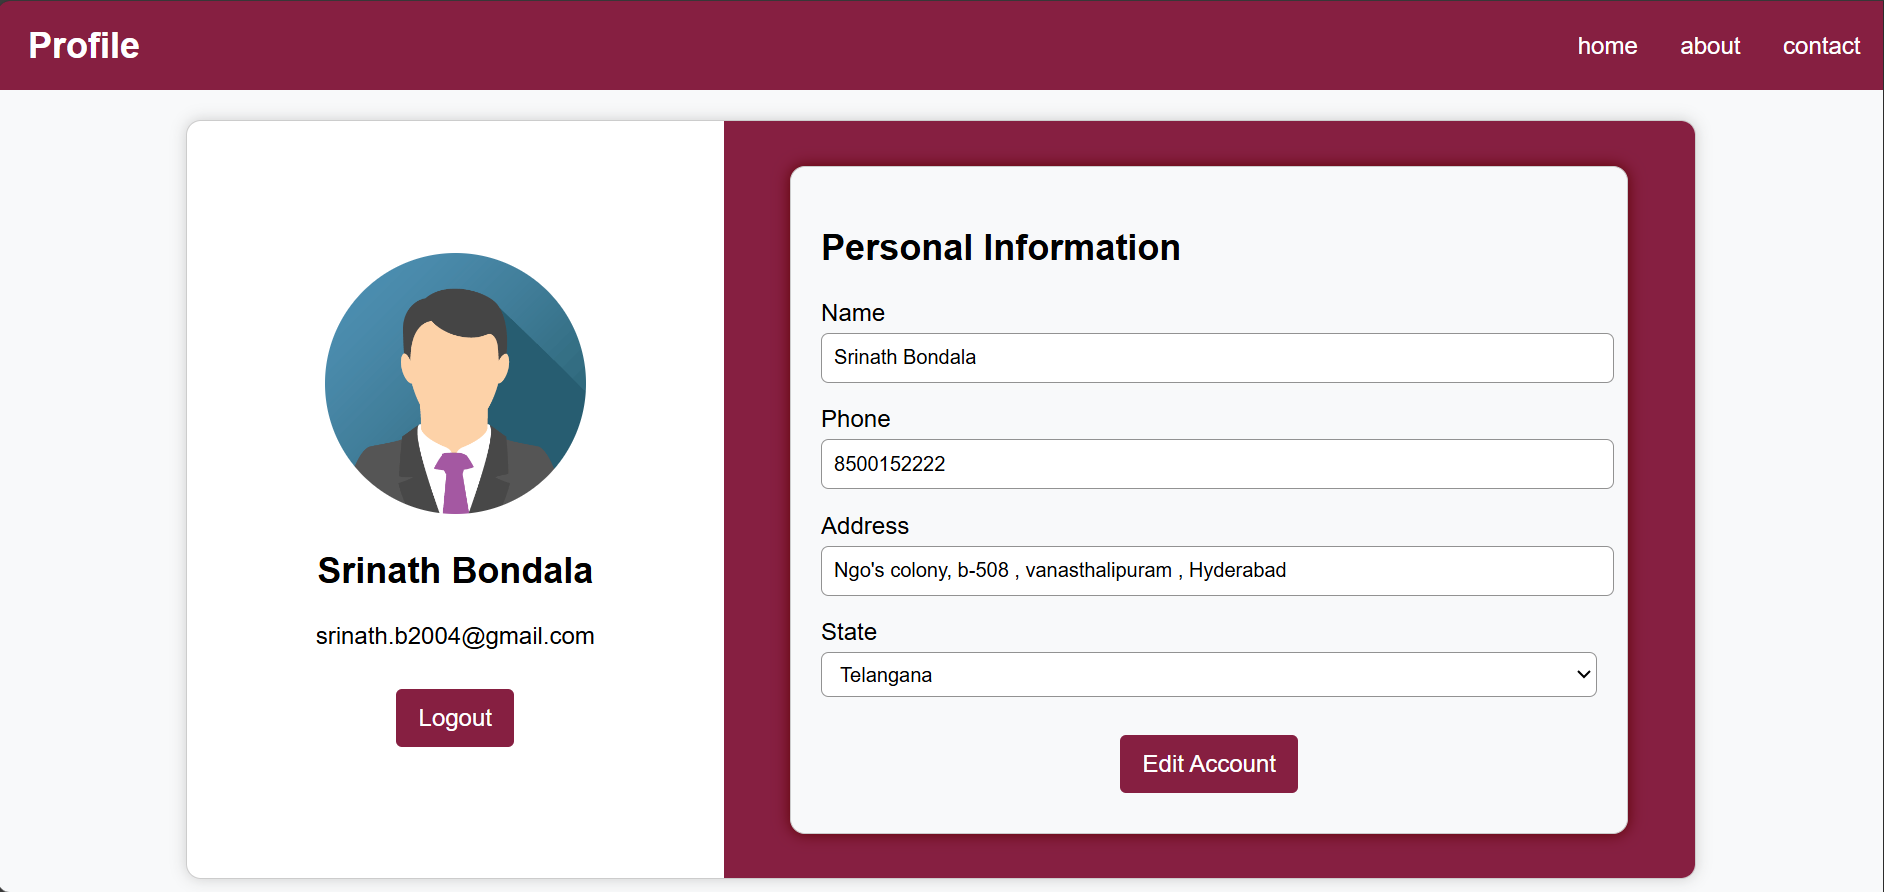 Profile
home about contact
Srinath Bondala
srinath.b2004@gmail.com
Logout
Personal Information
Name
Srinath Bondala
Phone
8500152222
Address
Ngo's colony, b-508 , vanasthalipuram , Hyderabad
State
Telangana
Edit Account